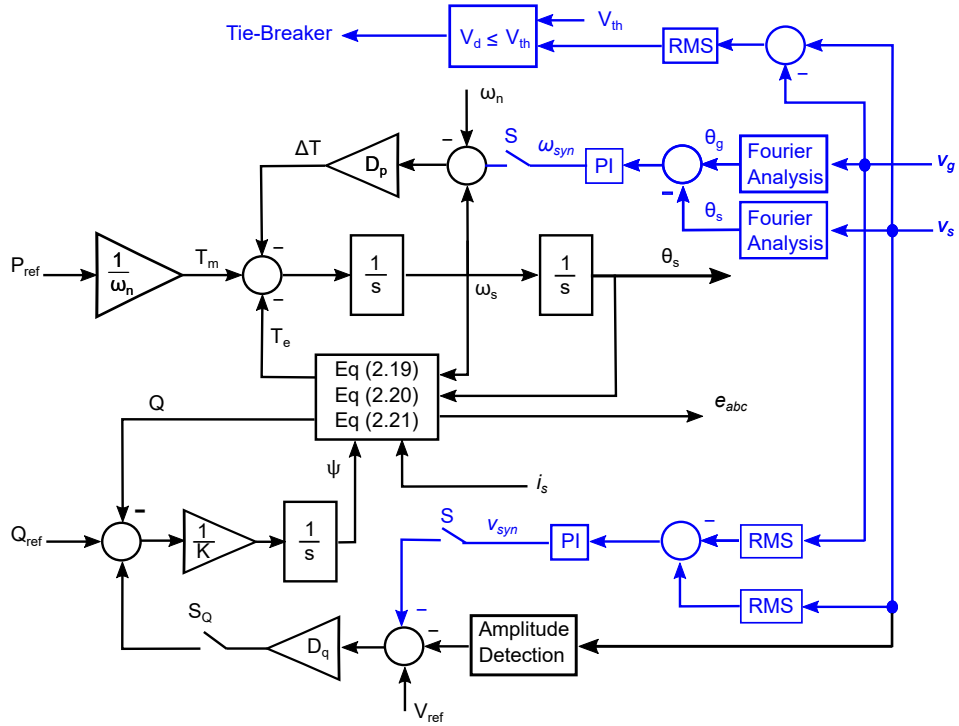 Tie-Breaker
V_d ≤ V_th
V_th
RMS
−
ω_n
−
ΔT
D_p
S
ω_syn
PI
θ_g
Fourier
Analysis
v_g
−
θ_s
Fourier
Analysis
v_s
P_ref
1
ω_n
T_m
−
−
1
s
ω_s
1
s
θ_s
T_e
Eq (2.19)
Eq (2.20)
Eq (2.21)
Q
e_abc
ψ
i_s
−
Q_ref
1
K
1
s
S
v_syn
PI
−
RMS
RMS
S_Q
D_q
−
−
Amplitude
Detection
V_ref